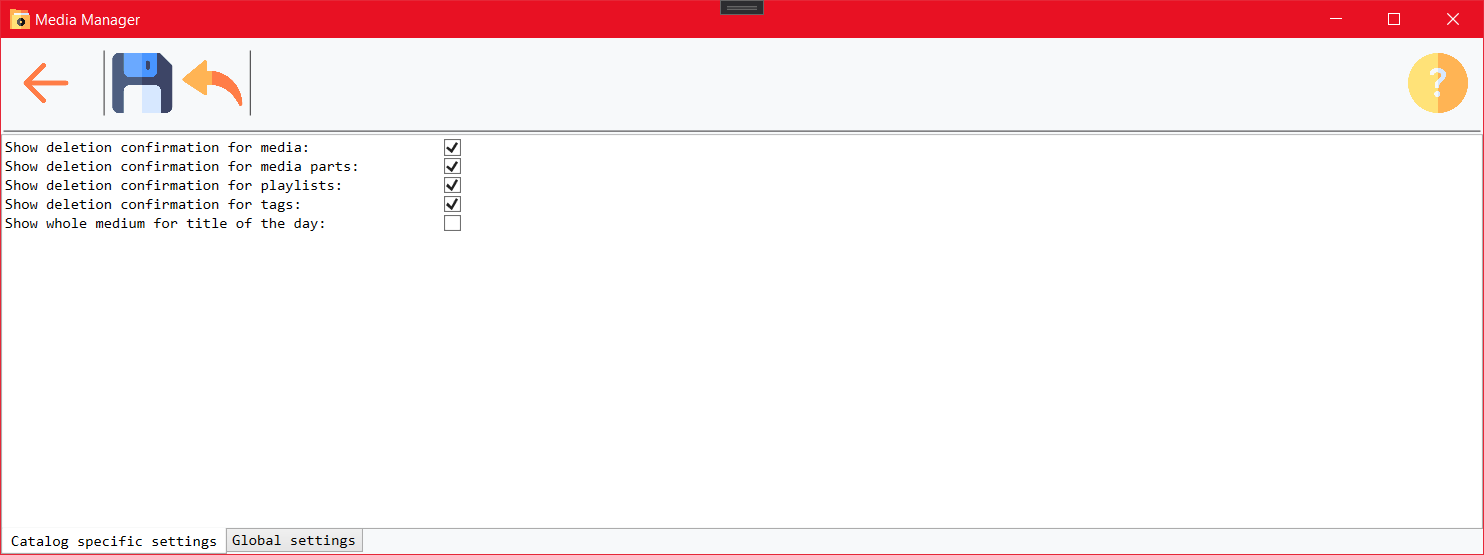 Media Manager
?
Show deletion confirmation for media:
Show deletion confirmation for media parts:
Show deletion confirmation for playlists:
Show deletion confirmation for tags:
Show whole medium for title of the day:
Catalog specific settings
Global settings